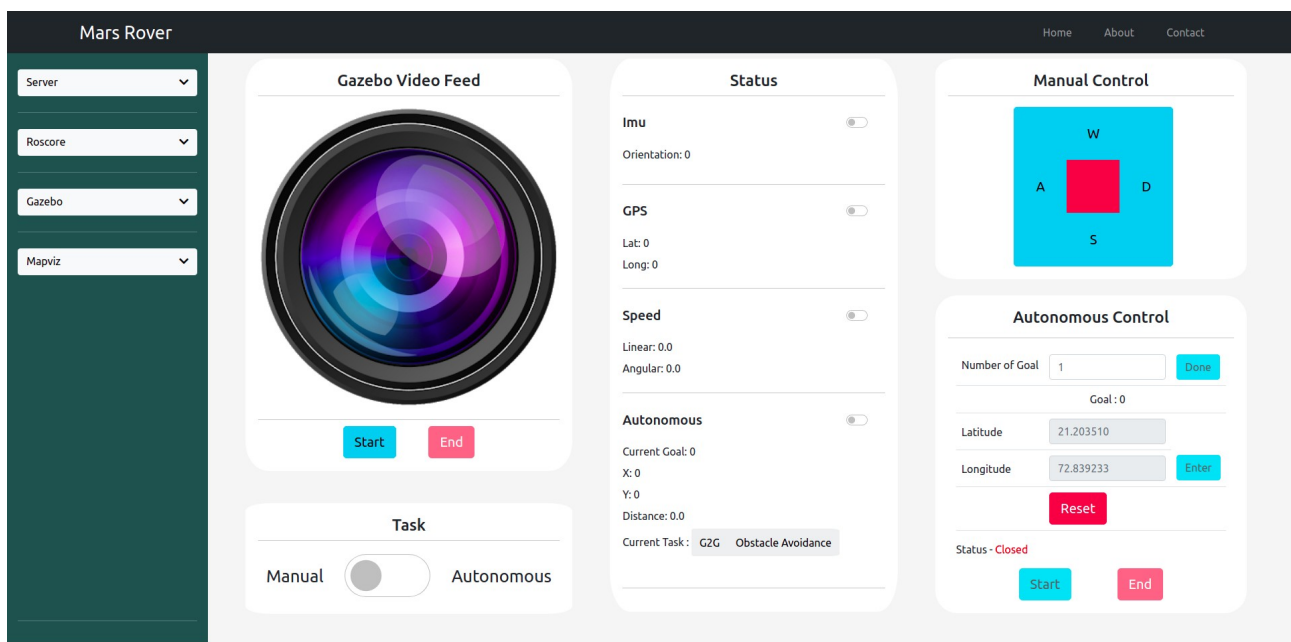 Mars Rover
Home About Contact
Server
Roscore
Gazebo
Mapviz
Gazebo Video Feed
Start End
Task
Manual Autonomous
Status
Imu
Orientation: 0
GPS
Lat: 0
Long: 0
Speed
Linear: 0.0
Angular: 0.0
Autonomous
Current Goal: 0
X: 0
Y: 0
Distance: 0.0
Current Task : G2G Obstacle Avoidance
Manual Control
W
A D
S
Autonomous Control
Number of Goal 1 Done
Goal : 0
Latitude 21.203510
Longitude 72.839233 Enter
Reset
Status - Closed
Start End